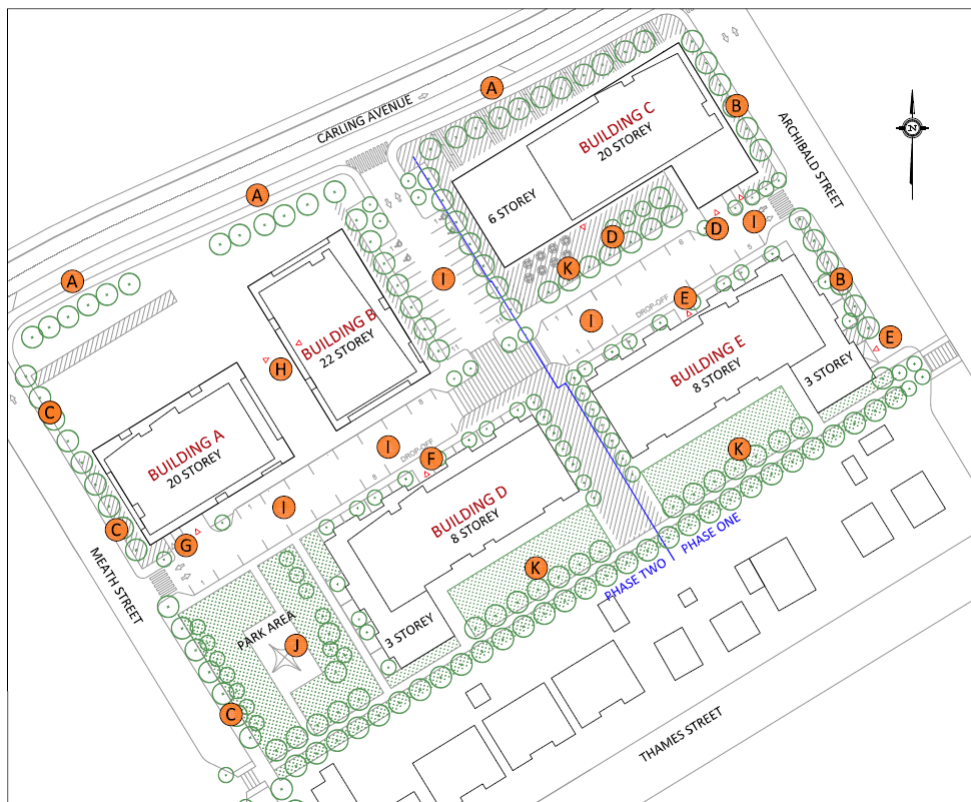 CARLING AVENUE
A
A
A
BUILDING C
20 STOREY
6 STOREY
B
ARCHIBALD STREET
N
D
D
I
K
I
I
DROP-OFF
E
B
E
BUILDING B
22 STOREY
H
BUILDING A
20 STOREY
C
C
BUILDING E
8 STOREY
3 STOREY
I
DROP-OFF
F
I
G
BUILDING D
8 STOREY
3 STOREY
K
K
PHASE ONE
PHASE TWO
MEATH STREET
PARK AREA
J
C
THAMES STREET